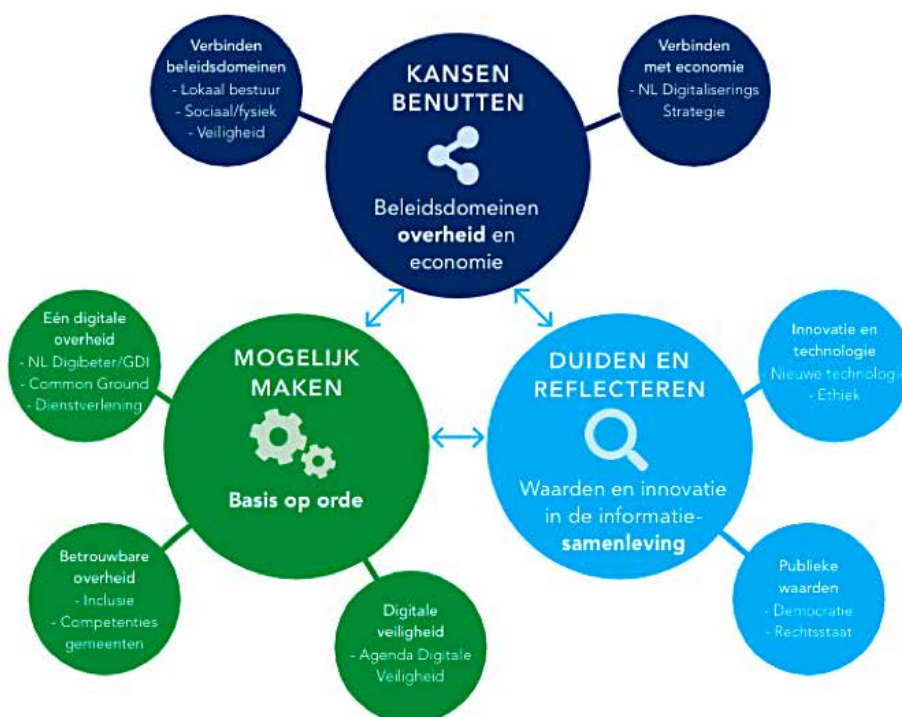 Verbinden
beleidsdomeinen
- Lokaal bestuur
- Sociaal/fysiek
- Veiligheid
KANSEN
BENUTTEN
Beleidsdomeinen
overheid en
economie
Verbinden
met economie
- NL Digitaliserings
Strategie
Eén digitale
overheid
- NL Digibeter/GDI
- Common Ground
- Dienstverlening
MOGELIJK
MAKEN
Basis op orde
DUIDEN EN
REFLECTEREN
Waarden en innovatie
in de informatie-
samenleving
Innovatie en
technologie
- Nieuwe technologie
- Ethiek
Betrouwbare
overheid
- Inclusie
- Competenties
gemeenten
Digitale
veiligheid
- Agenda Digitale
Veiligheid
Publieke
waarden
- Democratie
- Rechtsstaat